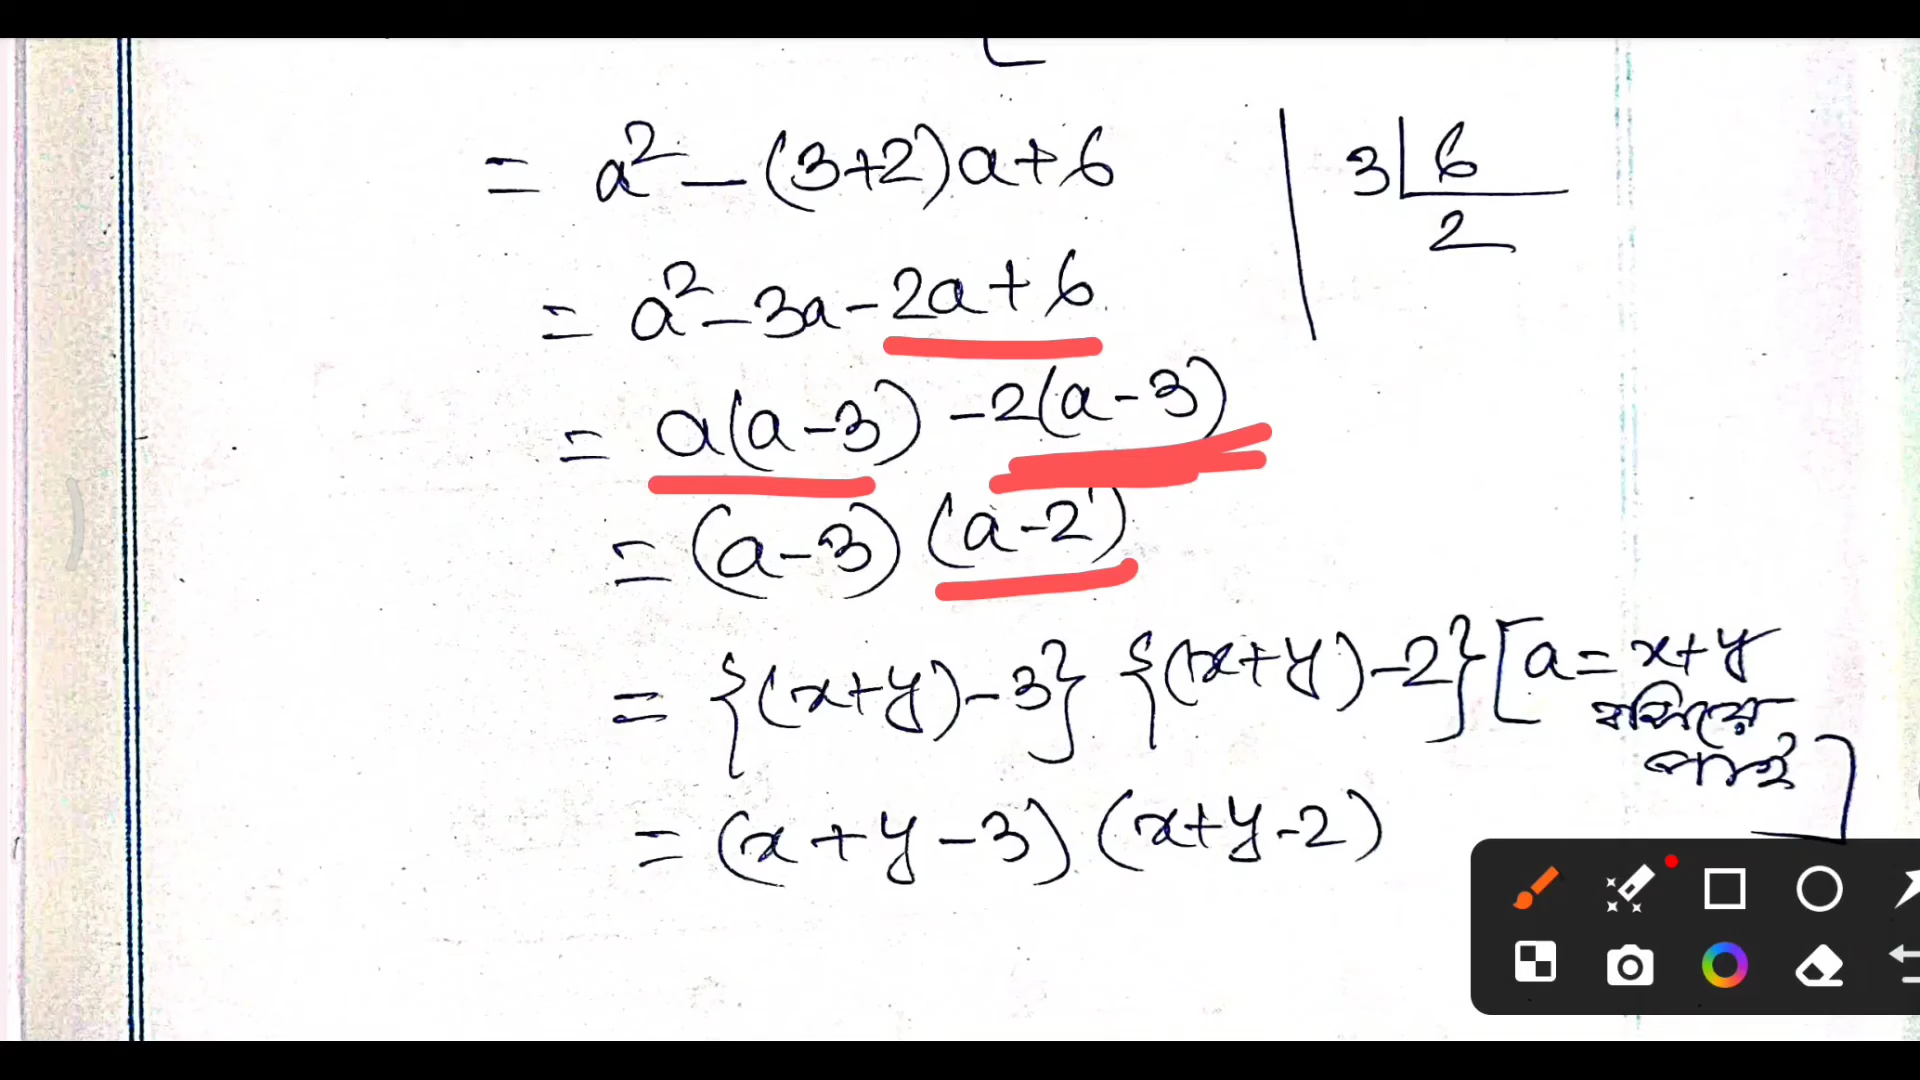 = a² – (3+2)a+6
3 6
2
= a² – 3a – 2a + 6
= a(a–3) –2(a–3)
= (a–3) (a–2)
= {(x+y)–3} {(x+y)–2} [a = x+y
বসিয়ে
পাই]
= (x+y–3) (x+y–2)